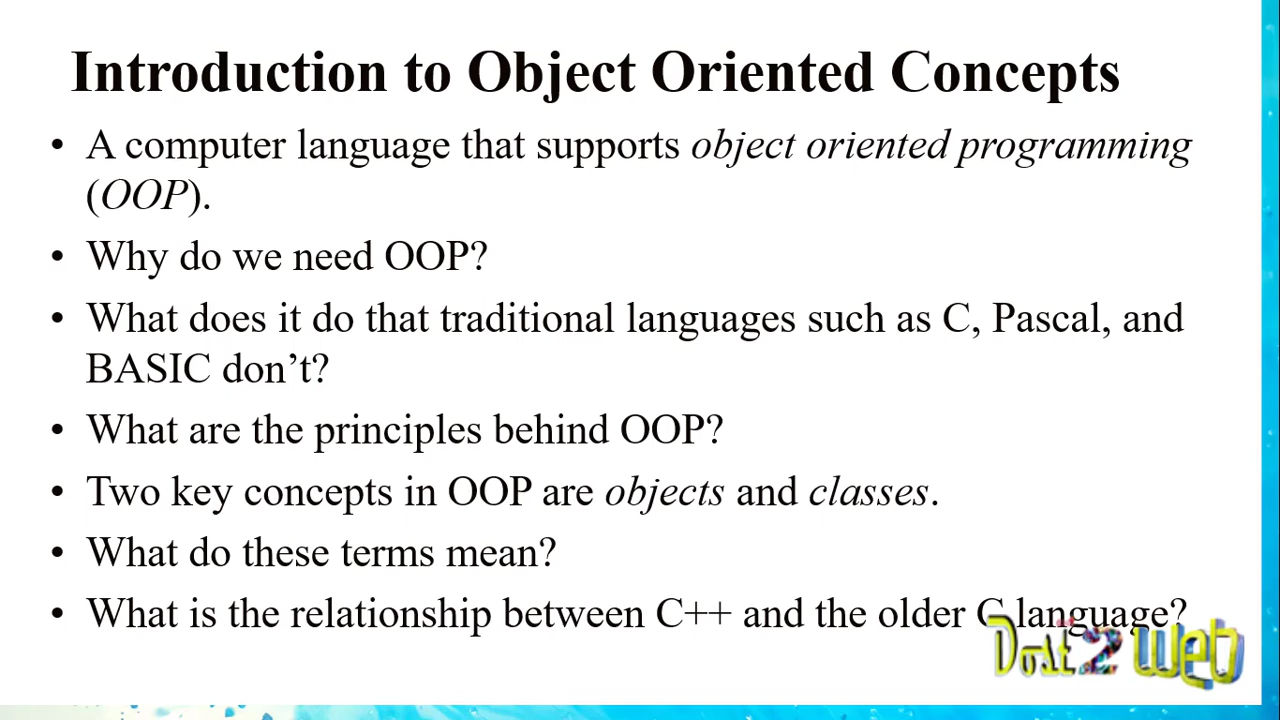 Introduction to Object Oriented Concepts
• A computer language that supports object oriented programming
(OOP).
• Why do we need OOP?
• What does it do that traditional languages such as C, Pascal, and
BASIC don’t?
• What are the principles behind OOP?
• Two key concepts in OOP are objects and classes.
• What do these terms mean?
• What is the relationship between C++ and the older C language?
Dost2Web